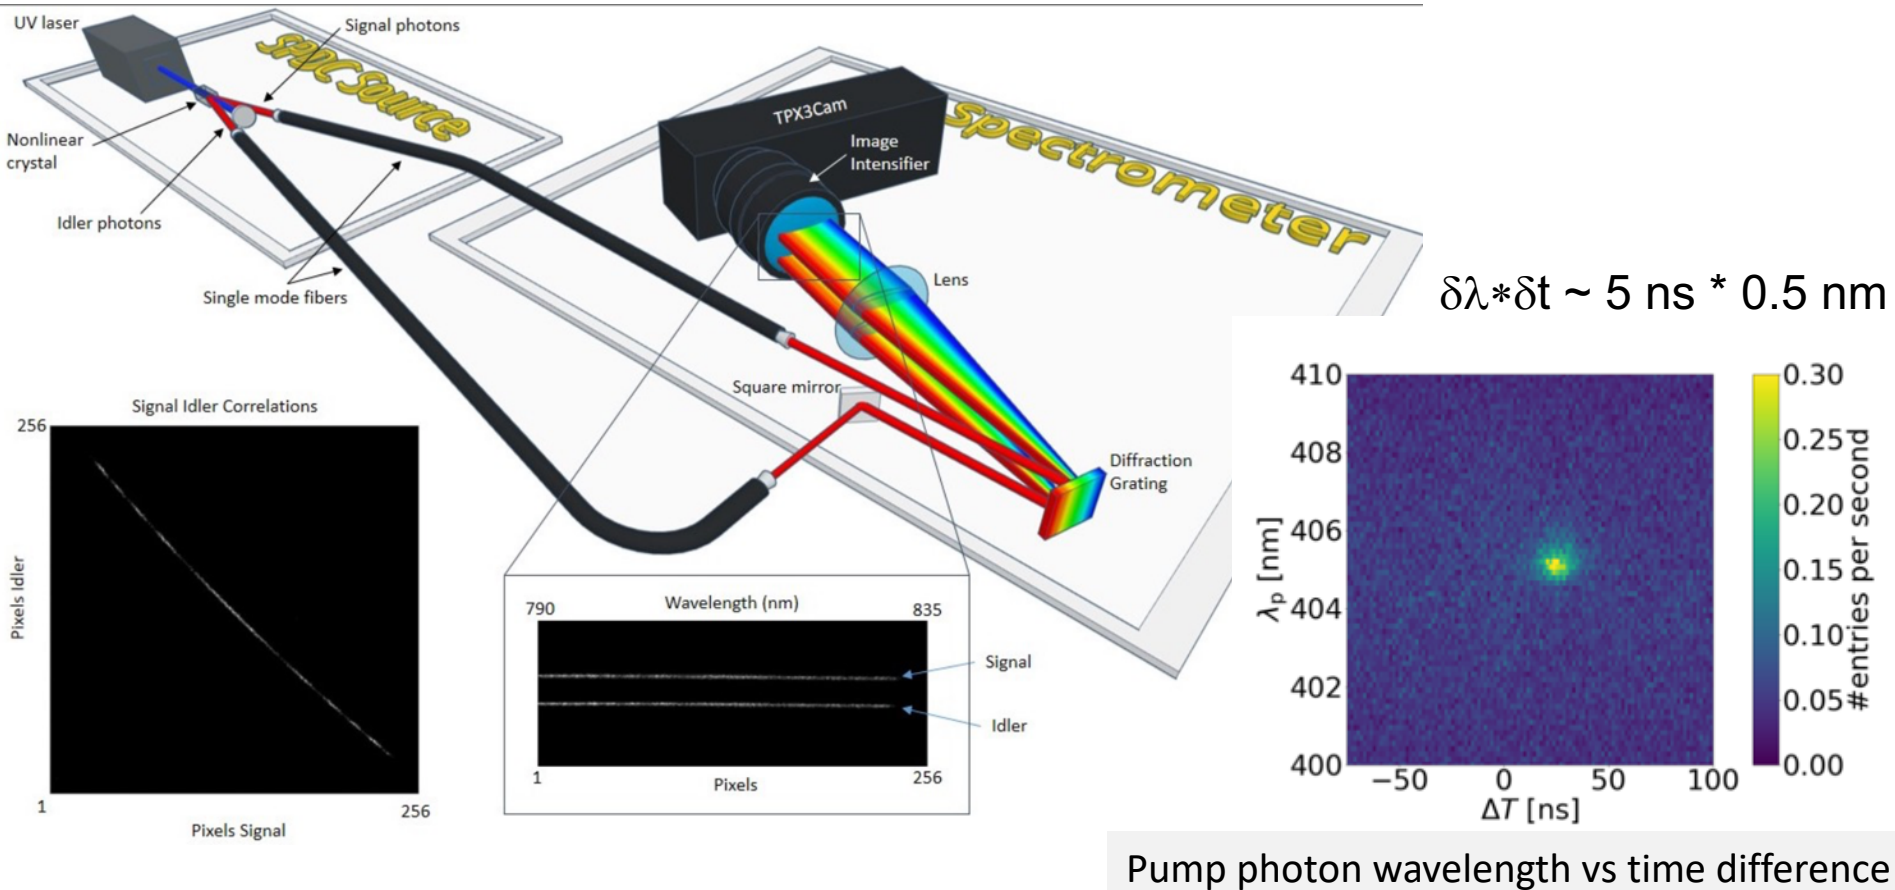 UV laser
Signal photons
SPDC Source
Nonlinear
crystal
Idler photons
Single mode fibers
TPX3Cam
Image
Intensifier
Spectrometer
Lens
Square mirror
Diffraction
Grating
δλ*δt ~ 5 ns * 0.5 nm
Signal Idler Correlations
256
Pixels Idler
1
256
Pixels Signal
Wavelength (nm)
790
835
Signal
Idler
1
256
Pixels
410
408
406
404
402
400
λp [nm]
−50
0
50
100
ΔT [ns]
0.30
0.25
0.20
0.15
0.10
0.05
0.00
#entries per second
Pump photon wavelength vs time difference